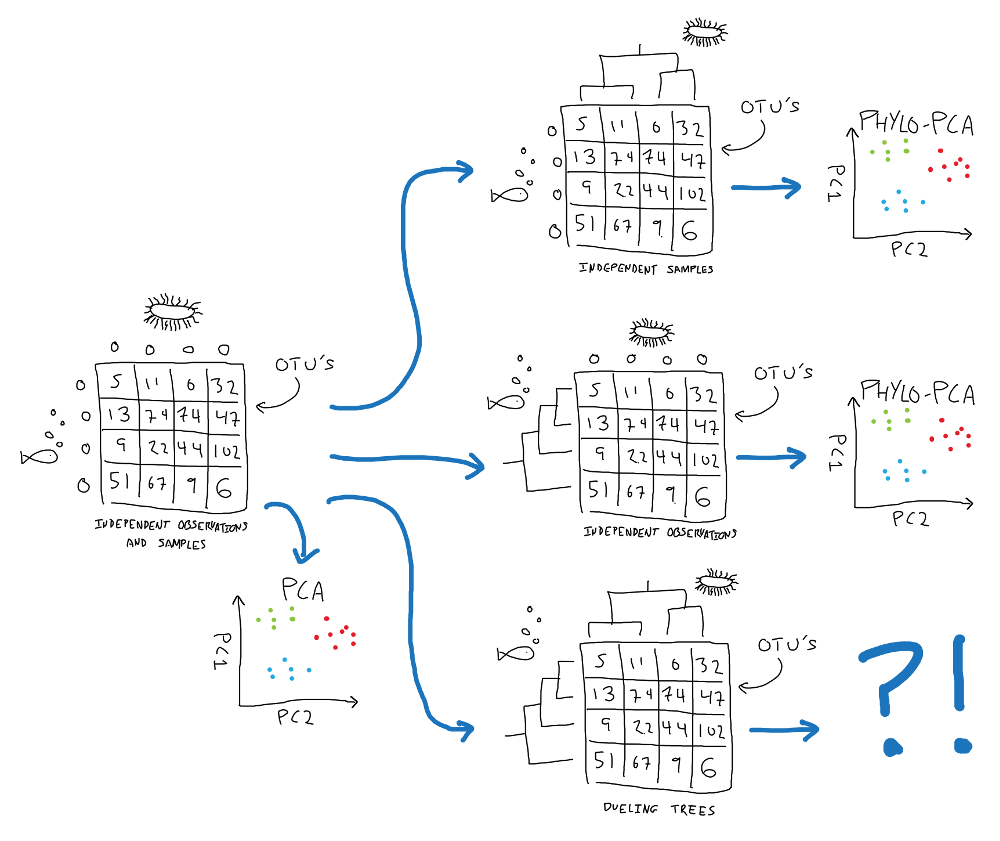 OTU'S
5 11 0 32
13 74 74 47
9 22 44 102
51 67 9 6
INDEPENDENT SAMPLES
PHYLO-PCA
PC1
PC2
OTU'S
5 11 0 32
13 74 74 47
9 22 44 102
51 67 9 6
INDEPENDENT OBSERVATIONS
AND SAMPLES
PCA
PC1
PC2
OTU'S
5 11 0 32
13 74 74 47
9 22 44 102
51 67 9 6
INDEPENDENT OBSERVATIONS
PHYLO-PCA
PC1
PC2
OTU'S
5 11 0 32
13 74 74 47
9 22 44 102
51 67 9 6
DUELING TREES
?!